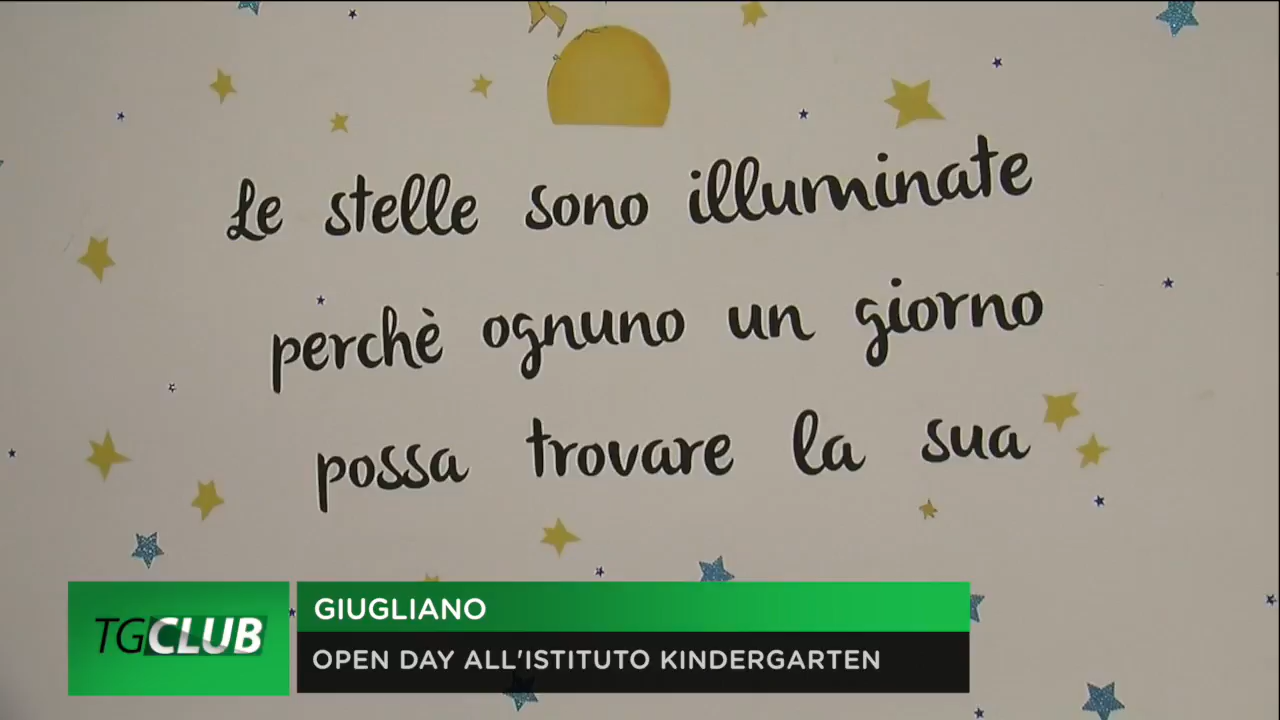 Le stelle sono illuminate
perchè ognuno un giorno
possa trovare la sua
TGCLUB
GIUGLIANO
OPEN DAY ALL'ISTITUTO KINDERGARTEN